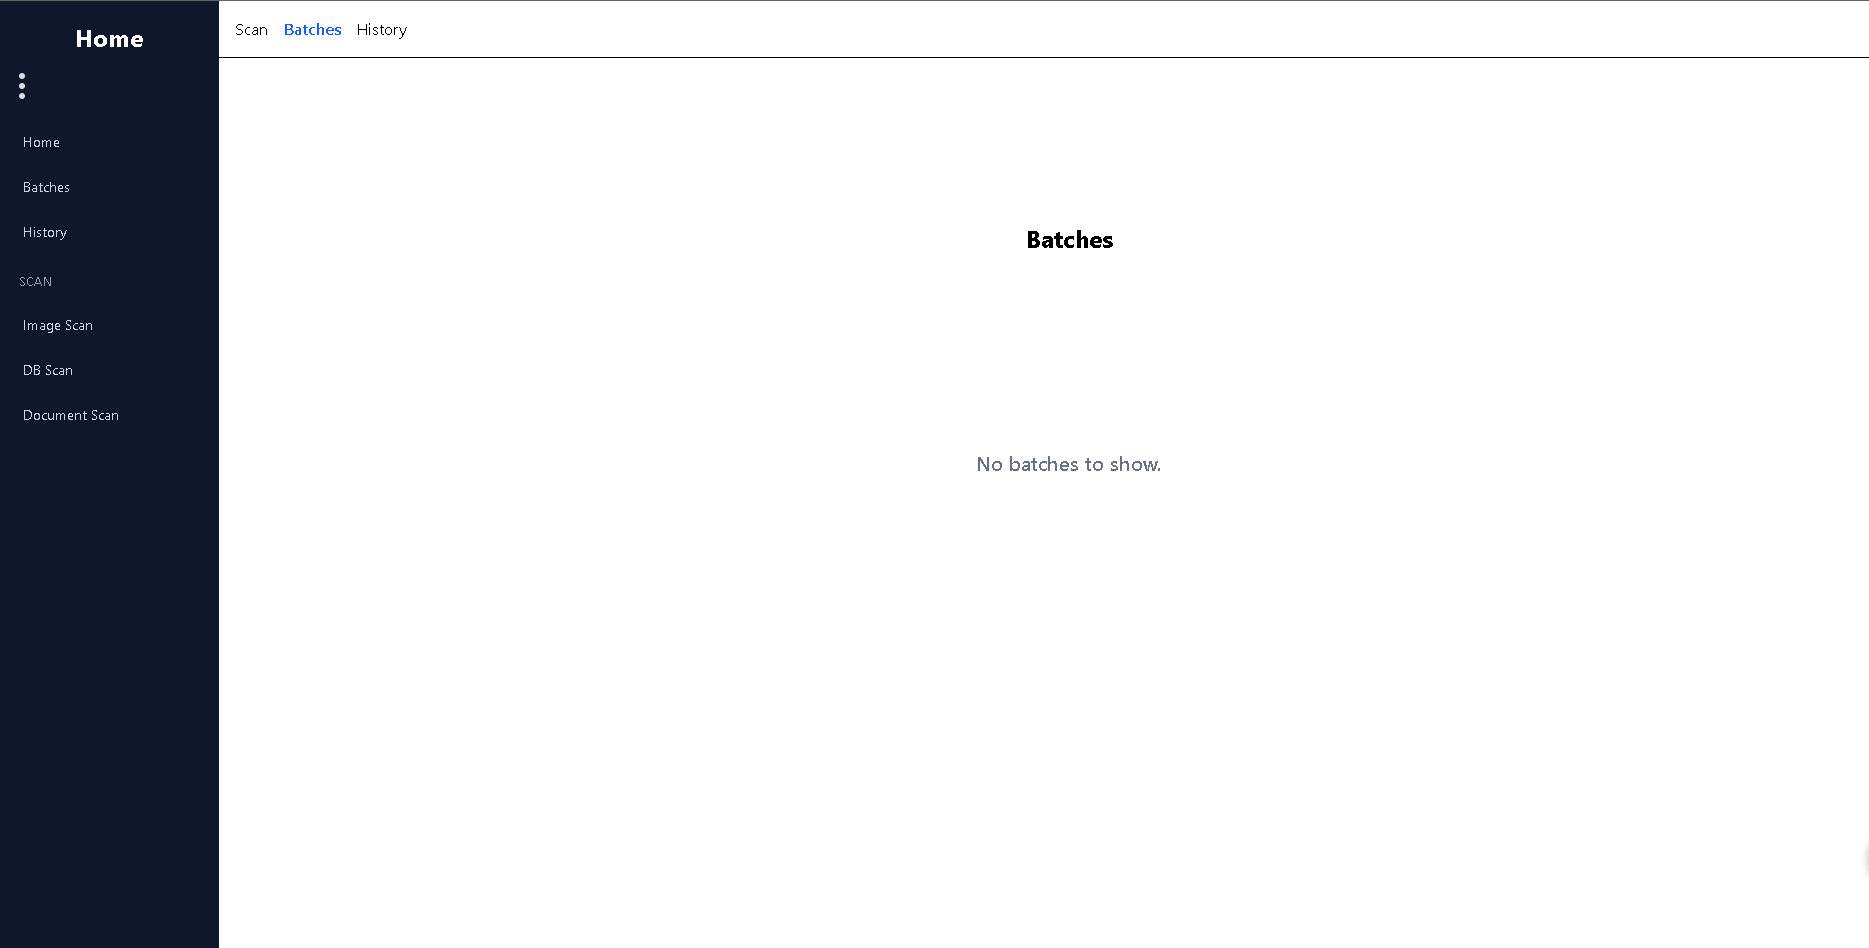 Home
Home
Batches
History
SCAN
Image Scan
DB Scan
Document Scan
Scan Batches History
Batches
No batches to show.